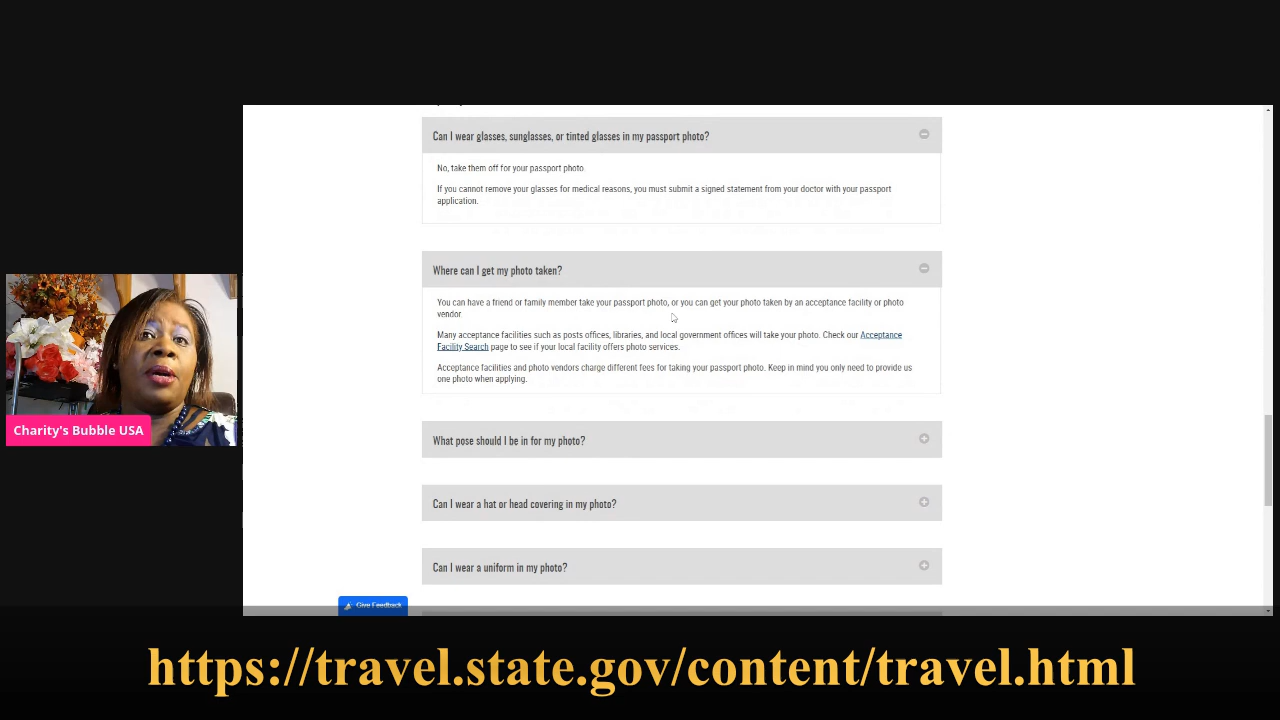 Can I wear glasses, sunglasses, or tinted glasses in my passport photo?
No, take them off for your passport photo.
If you cannot remove your glasses for medical reasons, you must submit a signed statement from your doctor with your passport
application.
Where can I get my photo taken?
You can have a friend or family member take your passport photo, or you can get your photo taken by an acceptance facility or photo
vendor.
Many acceptance facilities such as posts offices, libraries, and local government offices will take your photo. Check our Acceptance
Facility Search page to see if your local facility offers photo services.
Acceptance facilities and photo vendors charge different fees for taking your passport photo. Keep in mind you only need to provide us
one photo when applying.
Charity's Bubble USA
What pose should I be in for my photo?
Can I wear a hat or head covering in my photo?
Can I wear a uniform in my photo?
Give Feedback
https://travel.state.gov/content/travel.html